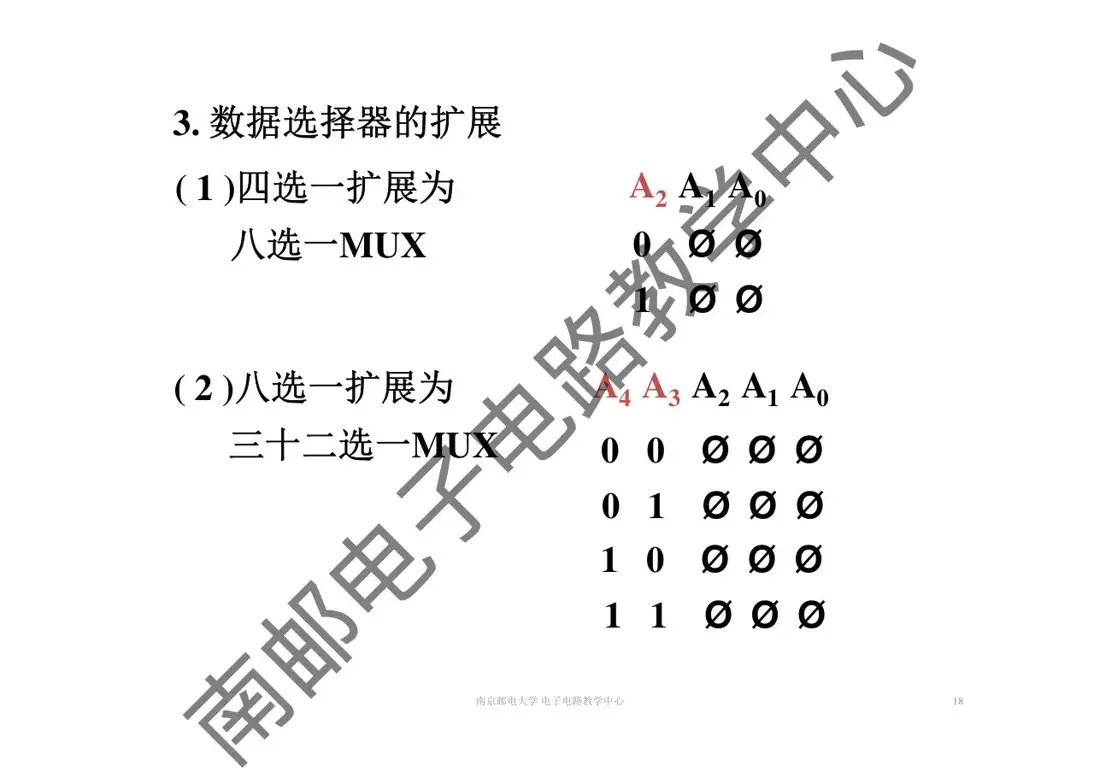 3. 数据选择器的扩展
( 1 )四选一扩展为
八选一MUX
A2 A1 A0
0 Ø Ø
1 Ø Ø
( 2 )八选一扩展为
三十二选一MUX
A4 A3 A2 A1 A0
0 0 Ø Ø Ø
0 1 Ø Ø Ø
1 0 Ø Ø Ø
1 1 Ø Ø Ø
南邮电子电路教学中心
南京邮电大学 电子电路教学中心
18